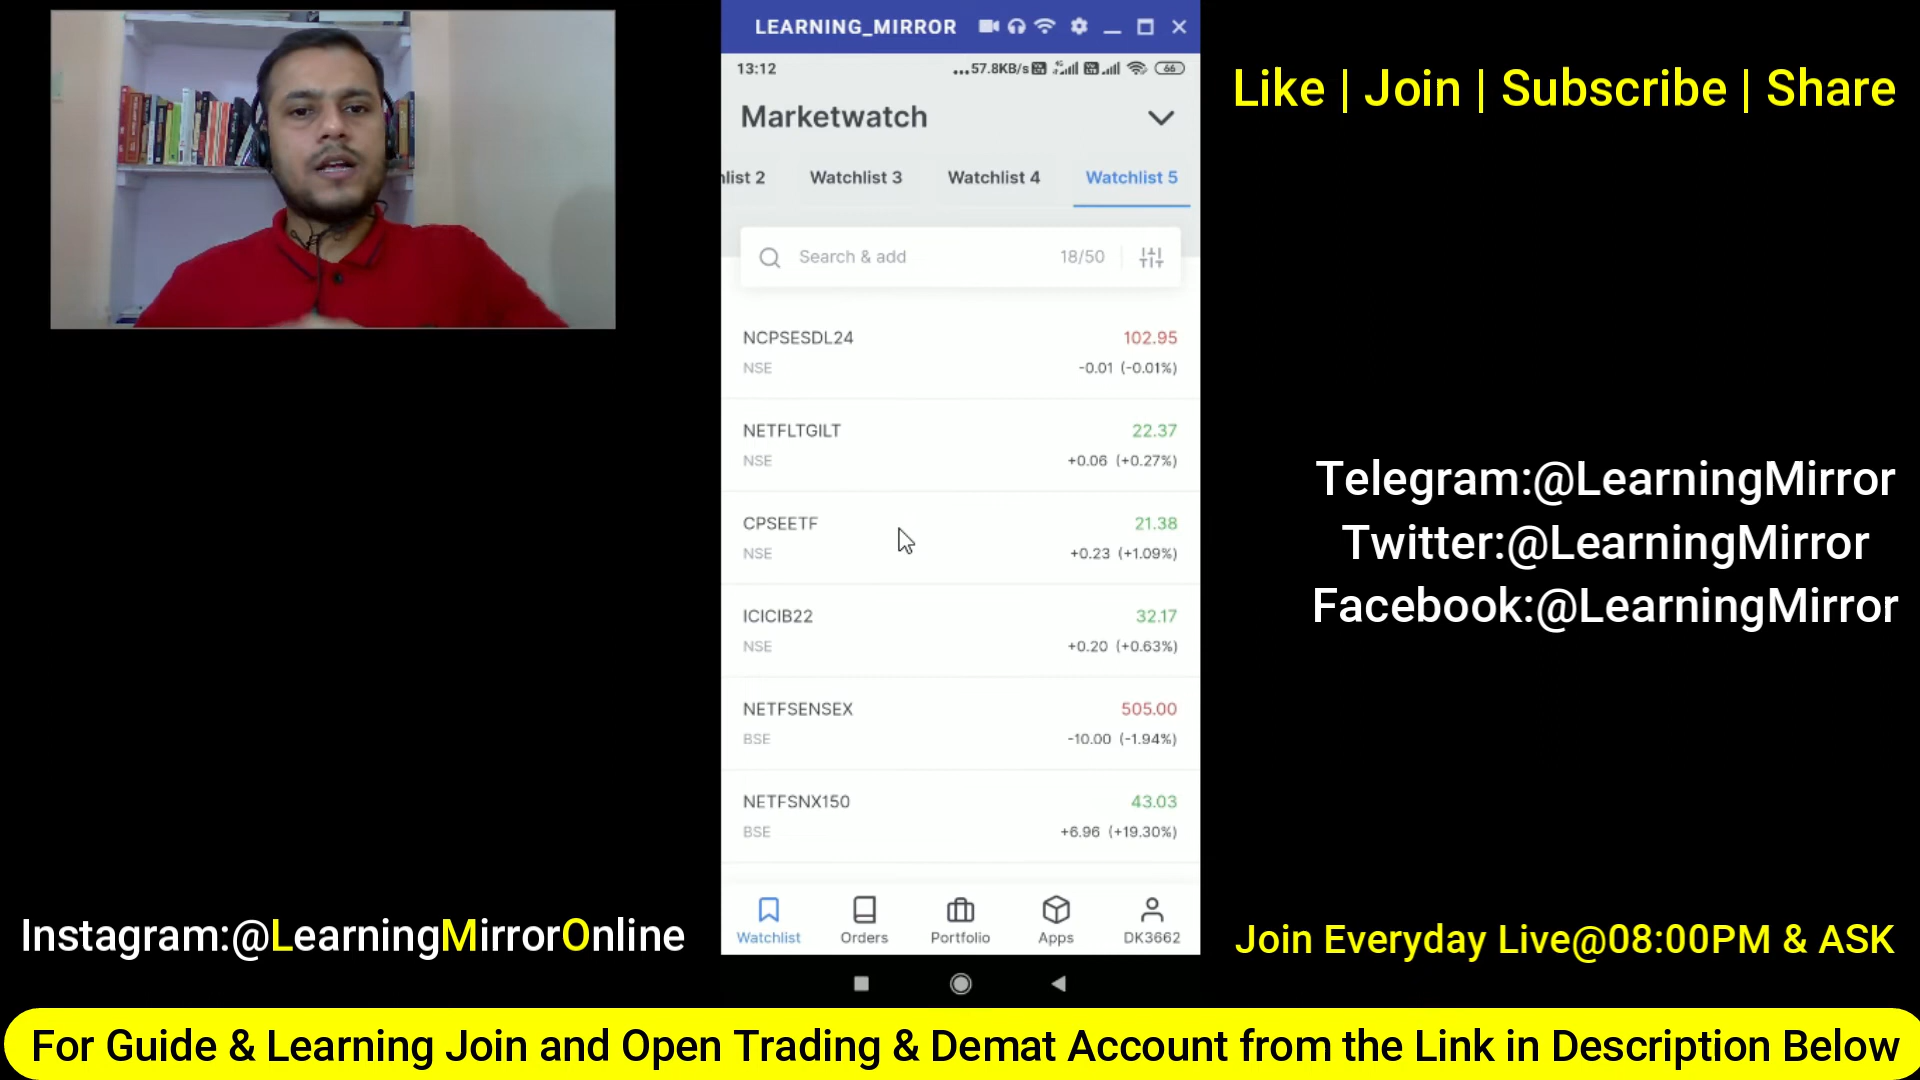 LEARNING_MIRROR
13:12
...57.8KB/s
66
Marketwatch
list 2 Watchlist 3 Watchlist 4 Watchlist 5
Search & add 18/50
NCPSESDL24 102.95
NSE -0.01 (-0.01%)
NETFLTGILT 22.37
NSE +0.06 (+0.27%)
CPSEETF 21.38
NSE +0.23 (+1.09%)
ICICIB22 32.17
NSE +0.20 (+0.63%)
NETFSENSEX 505.00
BSE -10.00 (-1.94%)
NETFSNX150 43.03
BSE +6.96 (+19.30%)
Watchlist Orders Portfolio Apps DK3662
Like | Join | Subscribe | Share
Telegram:@LearningMirror
Twitter:@LearningMirror
Facebook:@LearningMirror
Instagram:@LearningMirrorOnline
Join Everyday Live@08:00PM & ASK
For Guide & Learning Join and Open Trading & Demat Account from the Link in Description Below